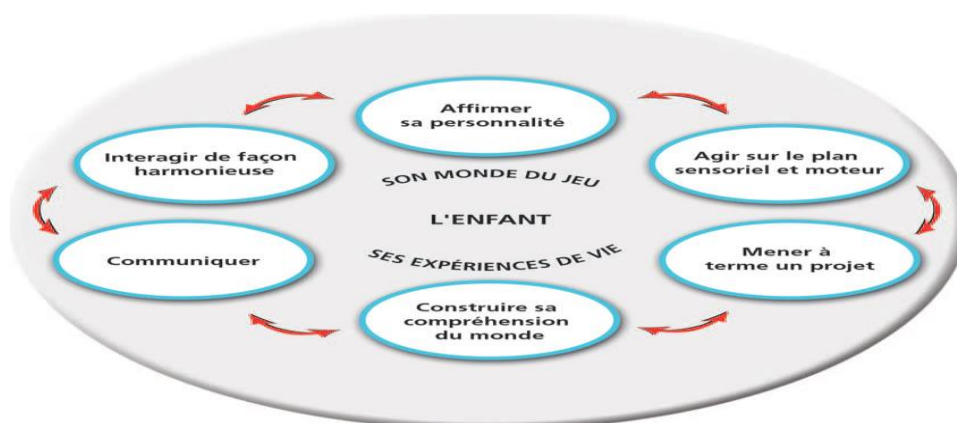 Affirmer
sa personnalité
Interagir de façon
harmonieuse
Agir sur le plan
sensoriel et moteur
SON MONDE DU JEU
L'ENFANT
SES EXPÉRIENCES DE VIE
Communiquer
Mener à
terme un projet
Construire sa
compréhension
du monde